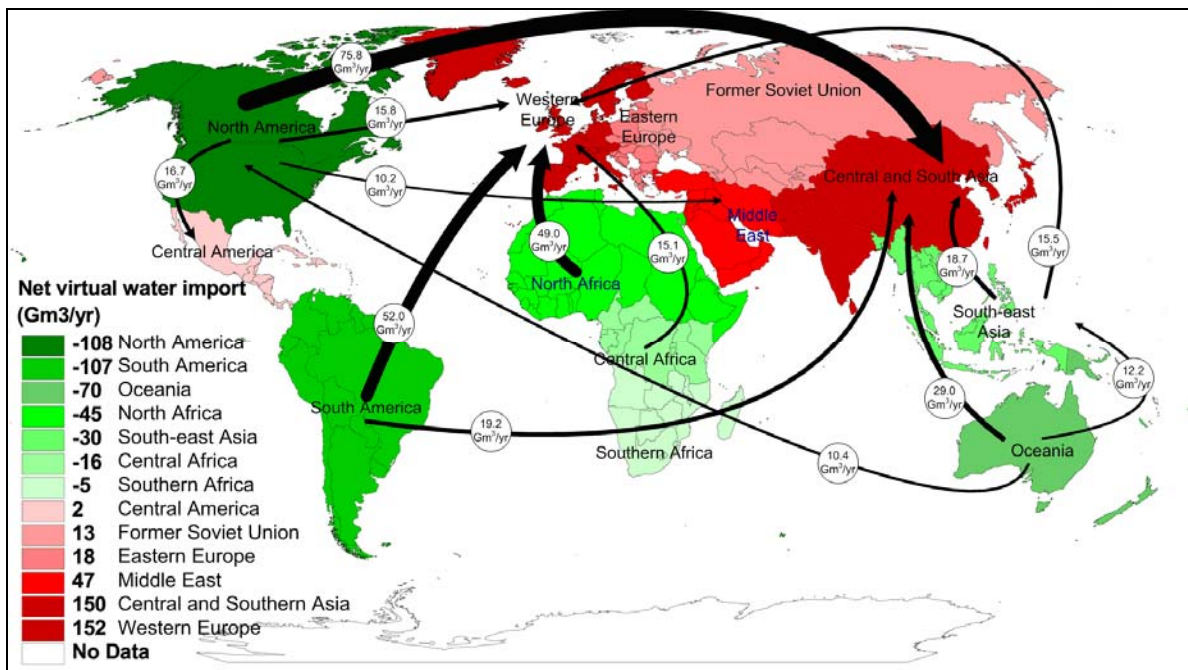 75.8
Gm³/yr
Western
Europe
Former Soviet Union
North America
15.8
Gm³/yr
Eastern
Europe
16.7
Gm³/yr
10.2
Gm³/yr
Central and South Asia
Middle
East
Central America
49.0
Gm³/yr
15.1
Gm³/yr
18.7
Gm³/yr
15.5
Gm³/yr
North Africa
Net virtual water import
(Gm3/yr)
52.0
Gm³/yr
South-east
Asia
-108 North America
-107 South America
-70 Oceania
-45 North Africa
-30 South-east Asia
-16 Central Africa
-5 Southern Africa
2 Central America
13 Former Soviet Union
18 Eastern Europe
47 Middle East
150 Central and Southern Asia
152 Western Europe
No Data
Central Africa
12.2
Gm³/yr
29.0
Gm³/yr
South America
19.2
Gm³/yr
Southern Africa
10.4
Gm³/yr
Oceania